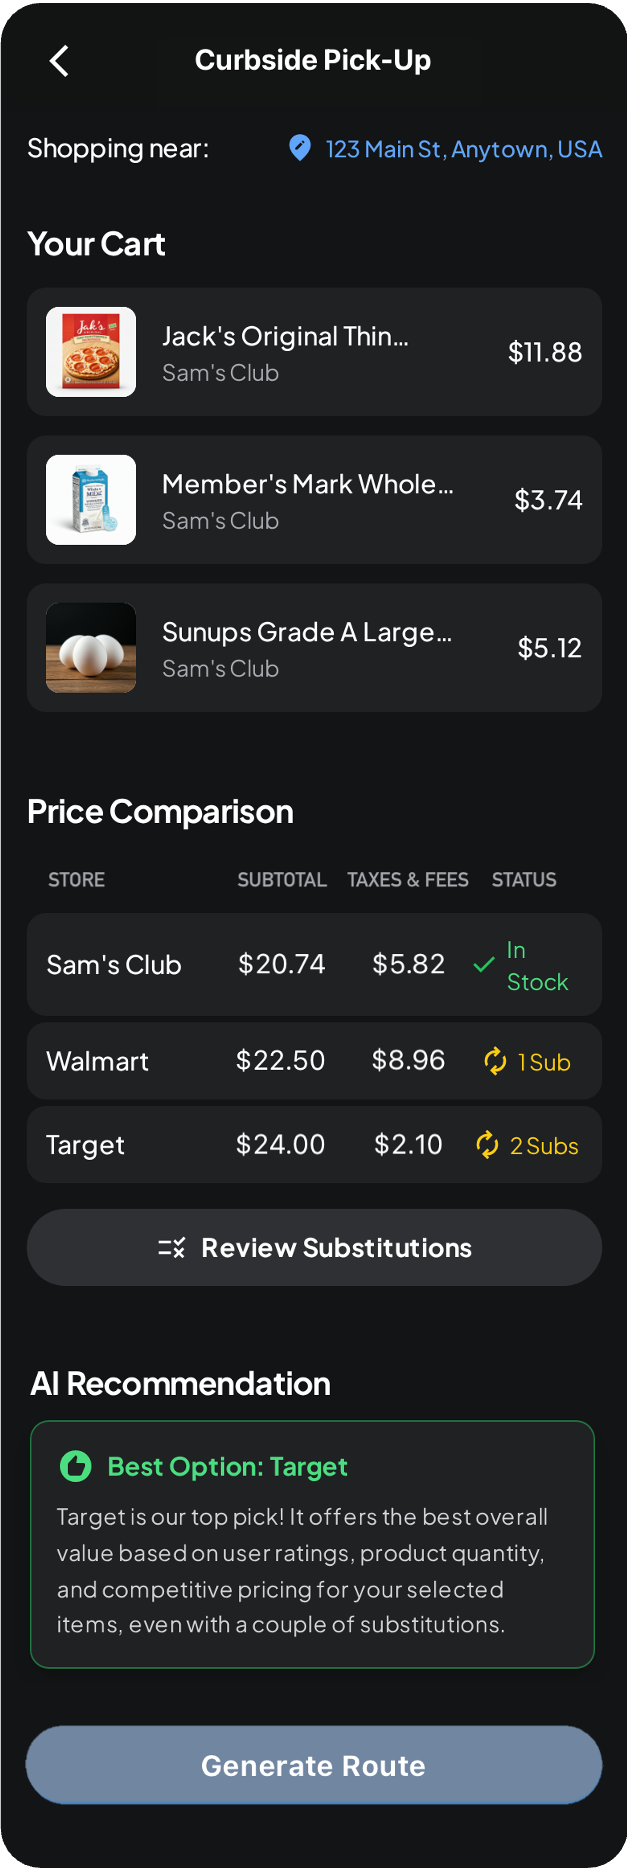 Curbside Pick-Up
Shopping near:
123 Main St, Anytown, USA
Your Cart
Jak's
Jack's Original Thin...
$11.88
Sam's Club
MILK
Member's Mark Whole...
$3.74
Sam's Club
Sunups Grade A Large...
$5.12
Sam's Club
Price Comparison
STORE SUBTOTAL TAXES & FEES STATUS
Sam's Club $20.74 $5.82 In Stock
Walmart $22.50 $8.96 1 Sub
Target $24.00 $2.10 2 Subs
Review Substitutions
AI Recommendation
Best Option: Target
Target is our top pick! It offers the best overall
value based on user ratings, product quantity,
and competitive pricing for your selected
items, even with a couple of substitutions.
Generate Route